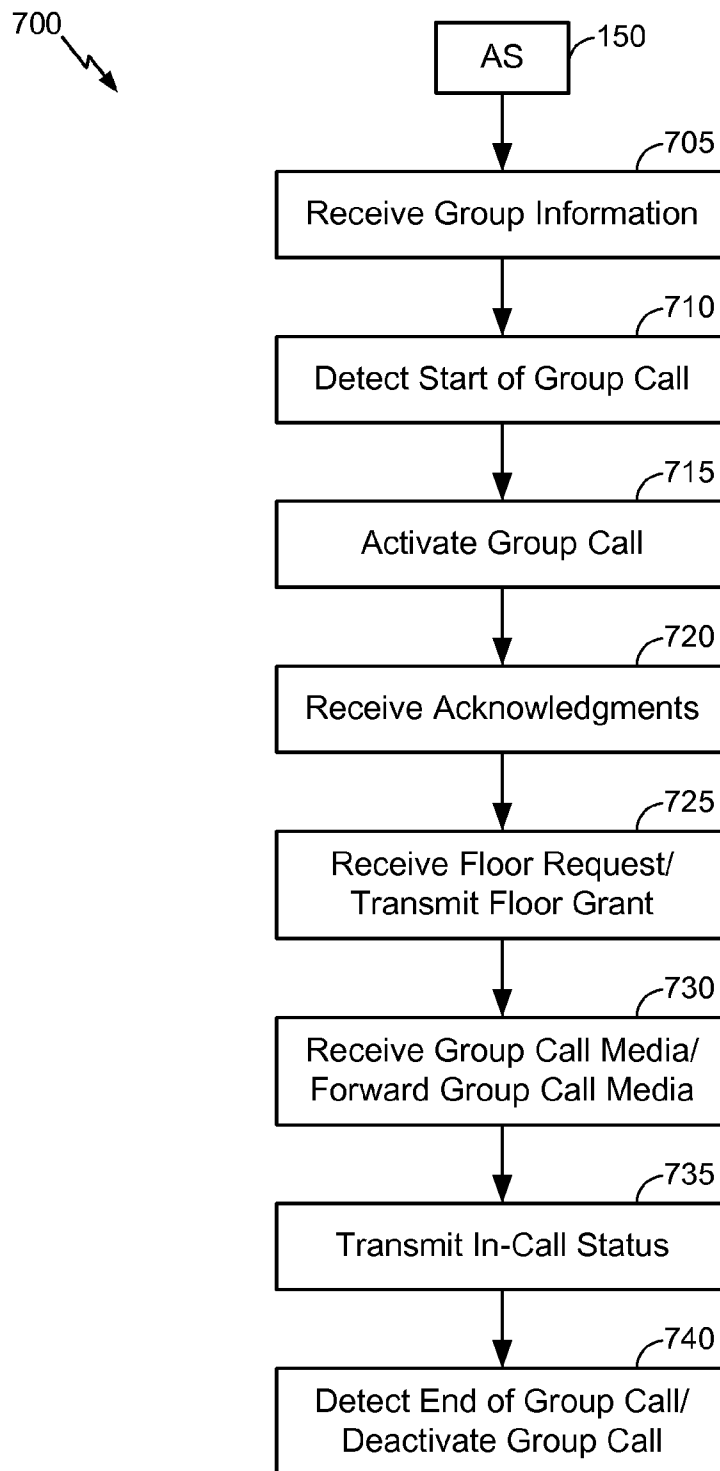 700
AS
150
705
Receive Group Information
710
Detect Start of Group Call
715
Activate Group Call
720
Receive Acknowledgments
725
Receive Floor Request/
Transmit Floor Grant
730
Receive Group Call Media/
Forward Group Call Media
735
Transmit In-Call Status
740
Detect End of Group Call/
Deactivate Group Call